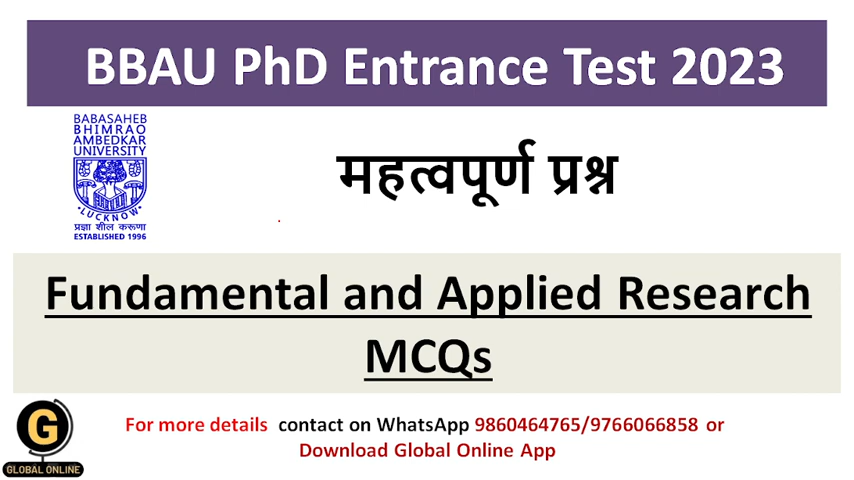 BBAU PhD Entrance Test 2023
BABASAHEB
BHIMRAO
AMBEDKAR
UNIVERSITY
LUCKNOW
प्रज्ञा शील करूणा
ESTABLISHED 1996
महत्वपूर्ण प्रश्न
Fundamental and Applied Research
MCQs
G
GLOBAL ONLINE
For more details contact on WhatsApp 9860464765/9766066858 or
Download Global Online App